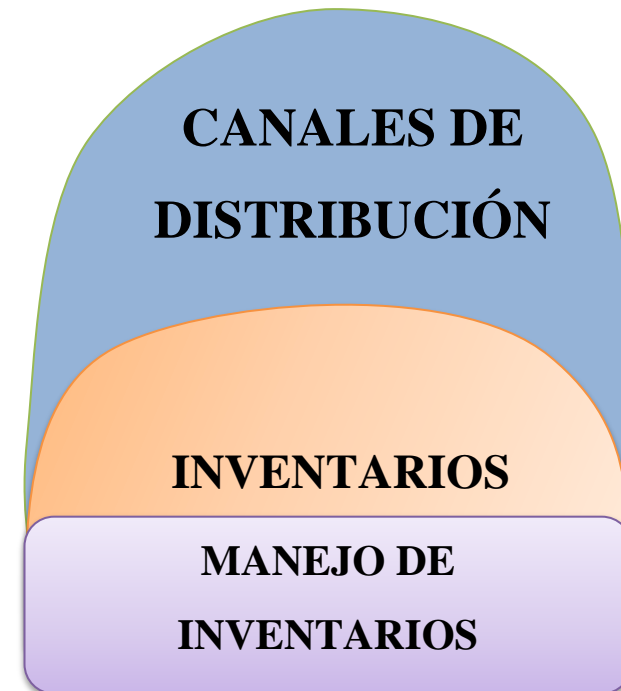 CANALES DE
DISTRIBUCIÓN
INVENTARIOS
MANEJO DE
INVENTARIOS